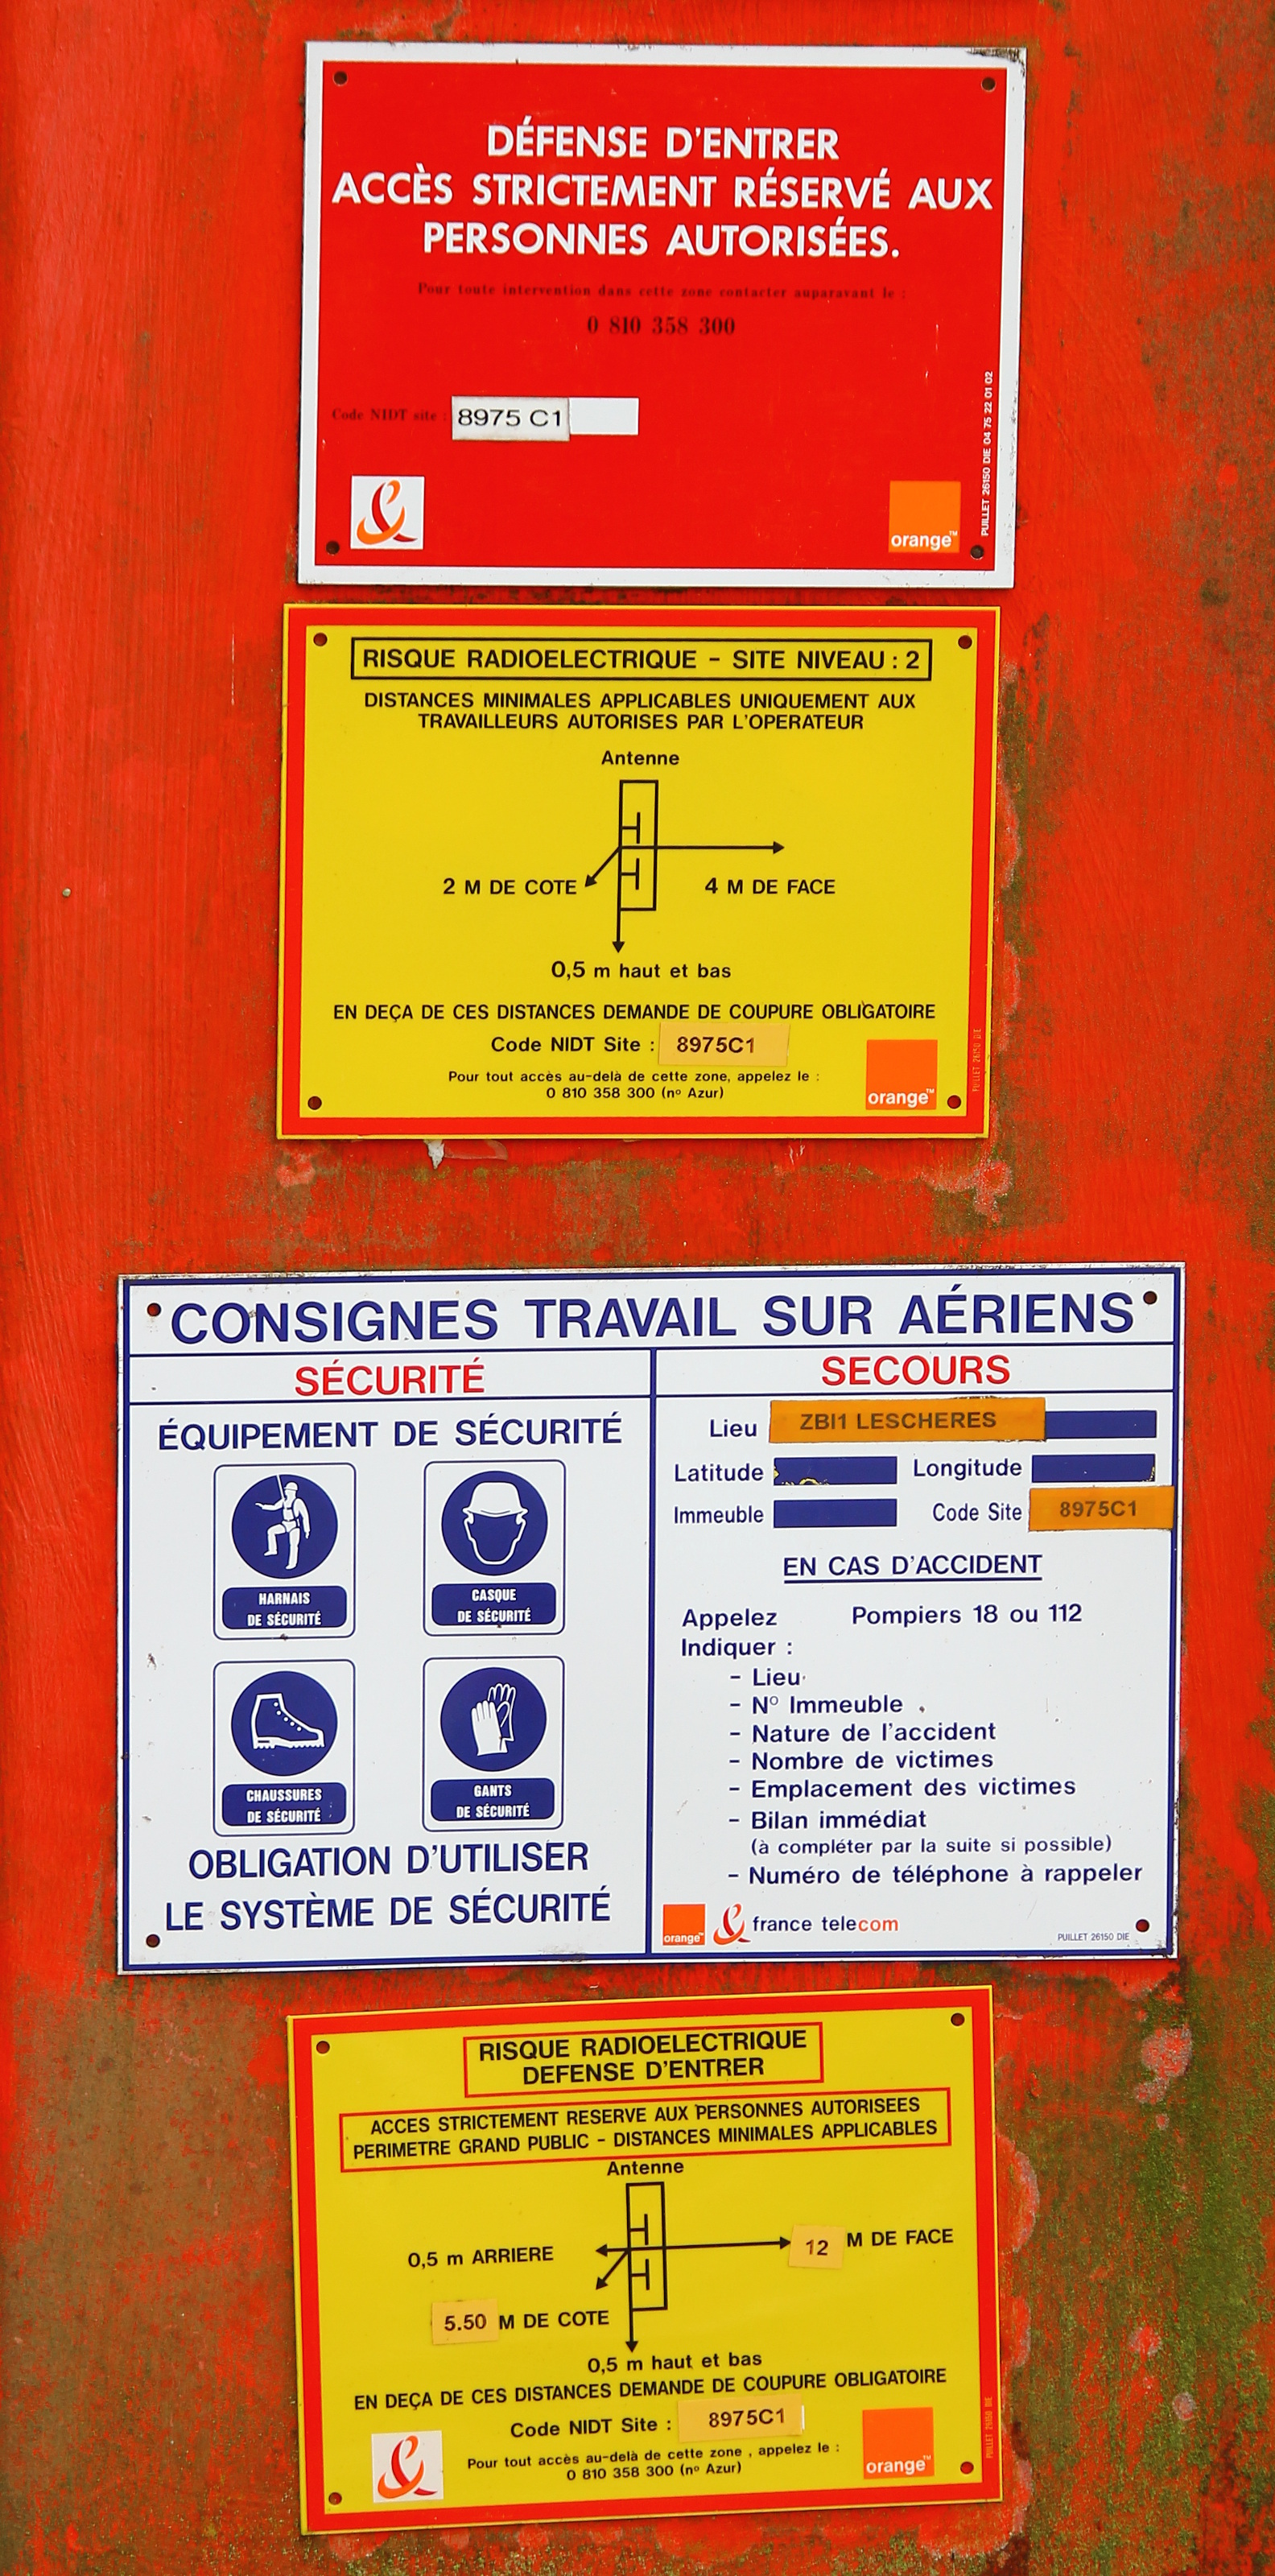 DÉFENSE D'ENTRER
ACCÈS STRICTEMENT RÉSERVÉ AUX
PERSONNES AUTORISÉES.
Pour toute intervention dans cette zone contacter auparavant le :
0 810 358 300
Code NIDT site : 8975 C1
orange™
PUILLET 26150 DIE 04 75 22 01 02
RISQUE RADIOELECTRIQUE - SITE NIVEAU : 2
DISTANCES MINIMALES APPLICABLES UNIQUEMENT AUX
TRAVAILLEURS AUTORISES PAR L'OPERATEUR
Antenne
2 M DE COTE 4 M DE FACE
0,5 m haut et bas
EN DEÇA DE CES DISTANCES DEMANDE DE COUPURE OBLIGATOIRE
Code NIDT Site : 8975C1
Pour tout accès au-delà de cette zone, appelez le :
0 810 358 300 (nº Azur)
orange™
PUILLET 26150 DIE
CONSIGNES TRAVAIL SUR AÉRIENS
SÉCURITÉ
ÉQUIPEMENT DE SÉCURITÉ
HARNAIS
DE SÉCURITÉ
CASQUE
DE SÉCURITÉ
CHAUSSURES
DE SÉCURITÉ
GANTS
DE SÉCURITÉ
OBLIGATION D'UTILISER
LE SYSTÈME DE SÉCURITÉ
SECOURS
Lieu ZBI1 LESCHERES
Latitude Longitude
Immeuble Code Site 8975C1
EN CAS D'ACCIDENT
Appelez Pompiers 18 ou 112
Indiquer :
- Lieu
- Nº Immeuble
- Nature de l'accident
- Nombre de victimes
- Emplacement des victimes
- Bilan immédiat
(à compléter par la suite si possible)
- Numéro de téléphone à rappeler
orange™ france telecom
PUILLET 26150 DIE
RISQUE RADIOELECTRIQUE
DEFENSE D'ENTRER
ACCES STRICTEMENT RESERVE AUX PERSONNES AUTORISEES
PERIMETRE GRAND PUBLIC - DISTANCES MINIMALES APPLICABLES
Antenne
0,5 m ARRIERE 12 M DE FACE
5.50 M DE COTE
0,5 m haut et bas
EN DEÇA DE CES DISTANCES DEMANDE DE COUPURE OBLIGATOIRE
Code NIDT Site : 8975C1
Pour tout accès au-delà de cette zone , appelez le :
0 810 358 300 (nº Azur)
orange™
PUILLET 26150 DIE